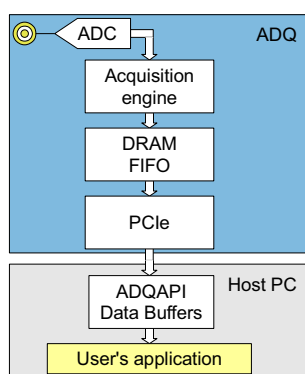 ADC
ADQ
Acquisition
engine
DRAM
FIFO
PCIe
Host PC
ADQAPI
Data Buffers
User's application